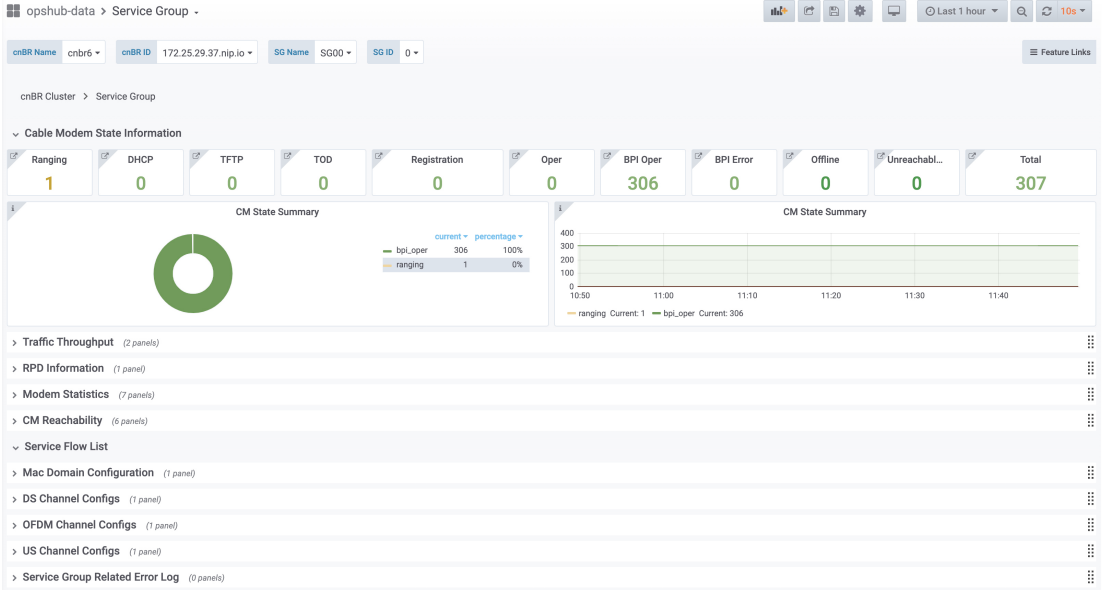 opshub-data > Service Group
Last 1 hour
10s
cnBR Name cnbr6 cnBR ID 172.25.29.37.nip.io SG Name SG00 SG ID 0
Feature Links
cnBR Cluster > Service Group
Cable Modem State Information
Ranging DHCP TFTP TOD Registration Oper BPI Oper BPI Error Offline Unreachabl... Total
1 0 0 0 0 0 306 0 0 0 307
CM State Summary
current percentage
bpi_oper 306 100%
ranging 1 0%
CM State Summary
400
300
200
100
0
10:50 11:00 11:10 11:20 11:30 11:40
ranging Current: 1 bpi_oper Current: 306
Traffic Throughput (2 panels)
RPD Information (1 panel)
Modem Statistics (7 panels)
CM Reachability (6 panels)
Service Flow List
Mac Domain Configuration (1 panel)
DS Channel Configs (1 panel)
OFDM Channel Configs (1 panel)
US Channel Configs (1 panel)
Service Group Related Error Log (0 panels)